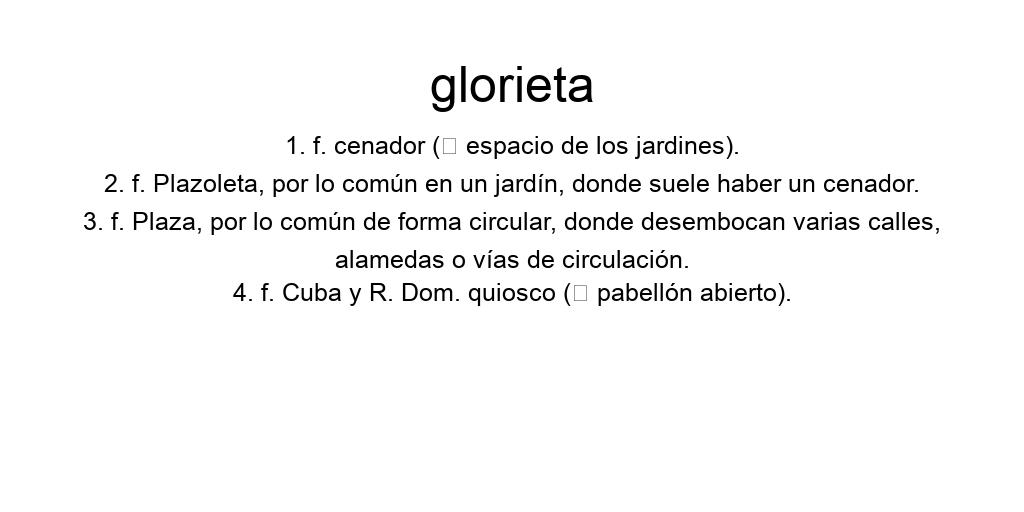 glorieta
1. f. cenador (□ espacio de los jardines).
2. f. Plazoleta, por lo común en un jardín, donde suele haber un cenador.
3. f. Plaza, por lo común de forma circular, donde desembocan varias calles,
alamedas o vías de circulación.
4. f. Cuba y R. Dom. quiosco (□ pabellón abierto).